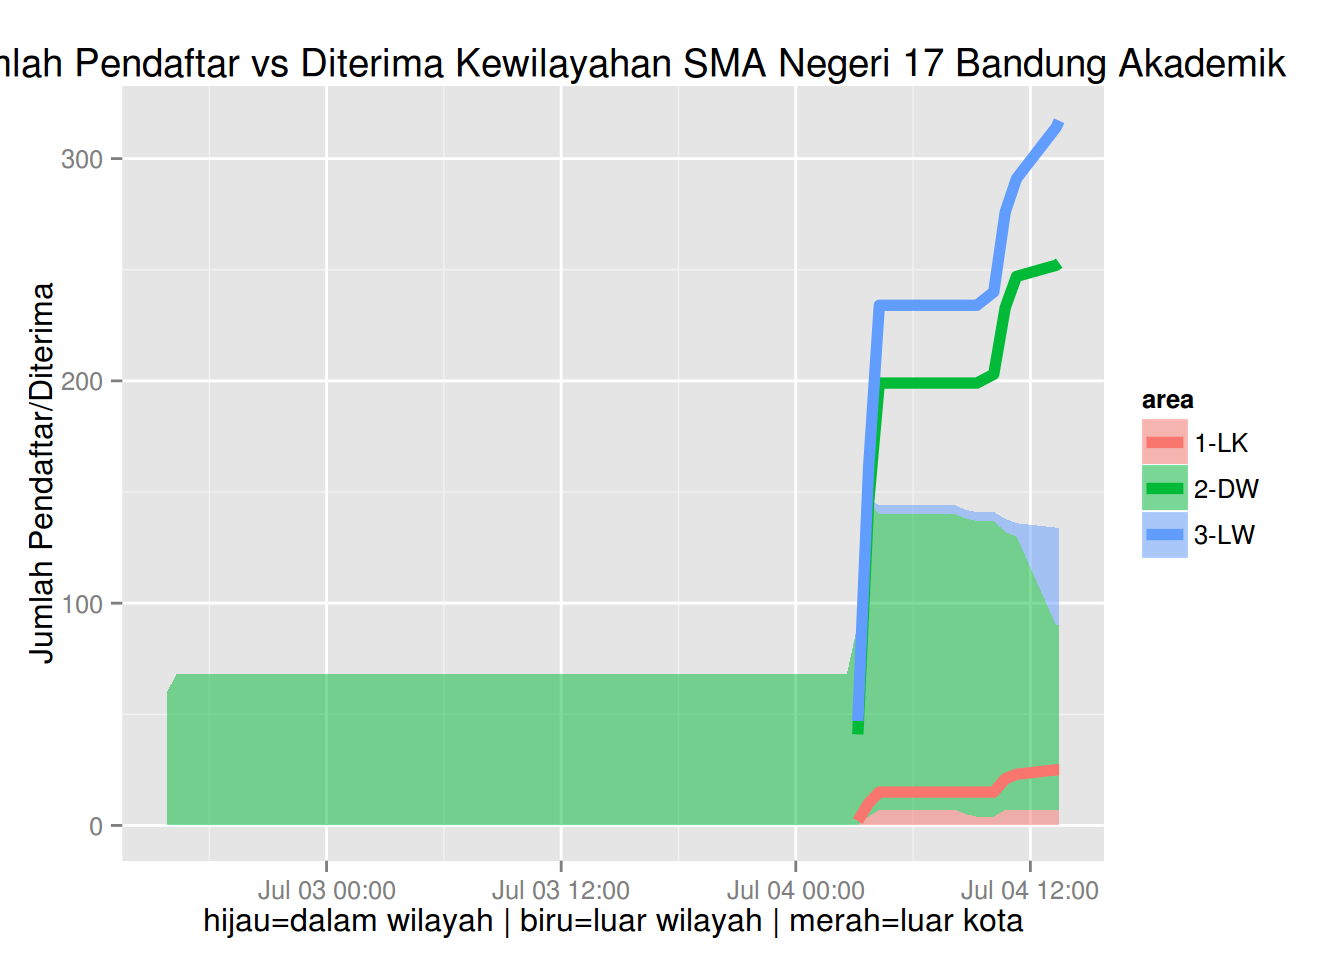 mlah Pendaftar vs Diterima Kewilayahan SMA Negeri 17 Bandung Akademik
Jumlah Pendaftar/Diterima
300
200
100
0
Jul 03 00:00
Jul 03 12:00
Jul 04 00:00
Jul 04 12:00
hijau=dalam wilayah | biru=luar wilayah | merah=luar kota
area
1-LK
2-DW
3-LW